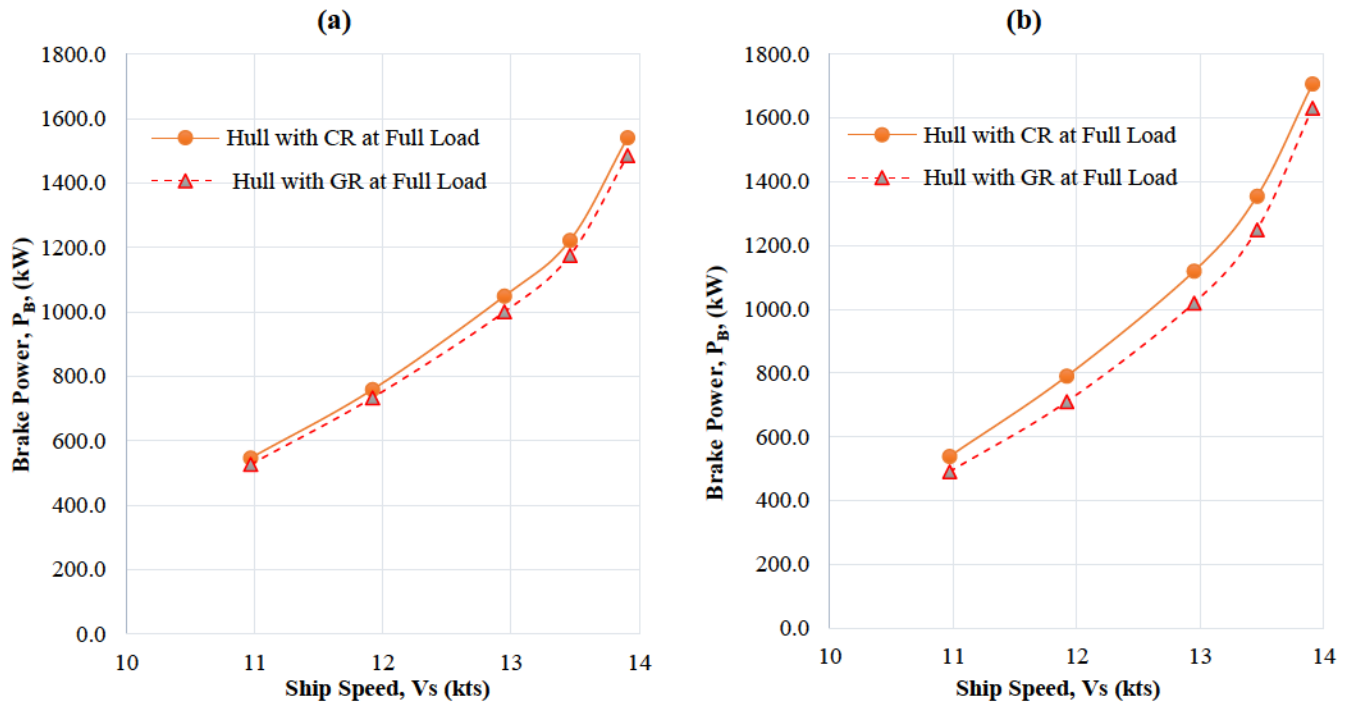 (a)
1800.0
1600.0
1400.0
1200.0
1000.0
800.0
600.0
400.0
200.0
0.0
Brake Power, PB, (kW)
Hull with CR at Full Load
Hull with GR at Full Load
10 11 12 13 14
Ship Speed, Vs (kts)
(b)
1800.0
1600.0
1400.0
1200.0
1000.0
800.0
600.0
400.0
200.0
0.0
Brake Power, PB, (kW)
Hull with CR at Full Load
Hull with GR at Full Load
10 11 12 13 14
Ship Speed, Vs (kts)